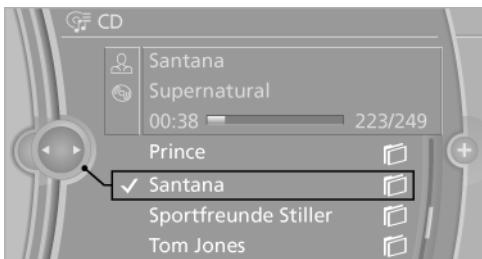 CD
Santana
Supernatural
00:38 223/249
Prince
Santana
Sportfreunde Stiller
Tom Jones